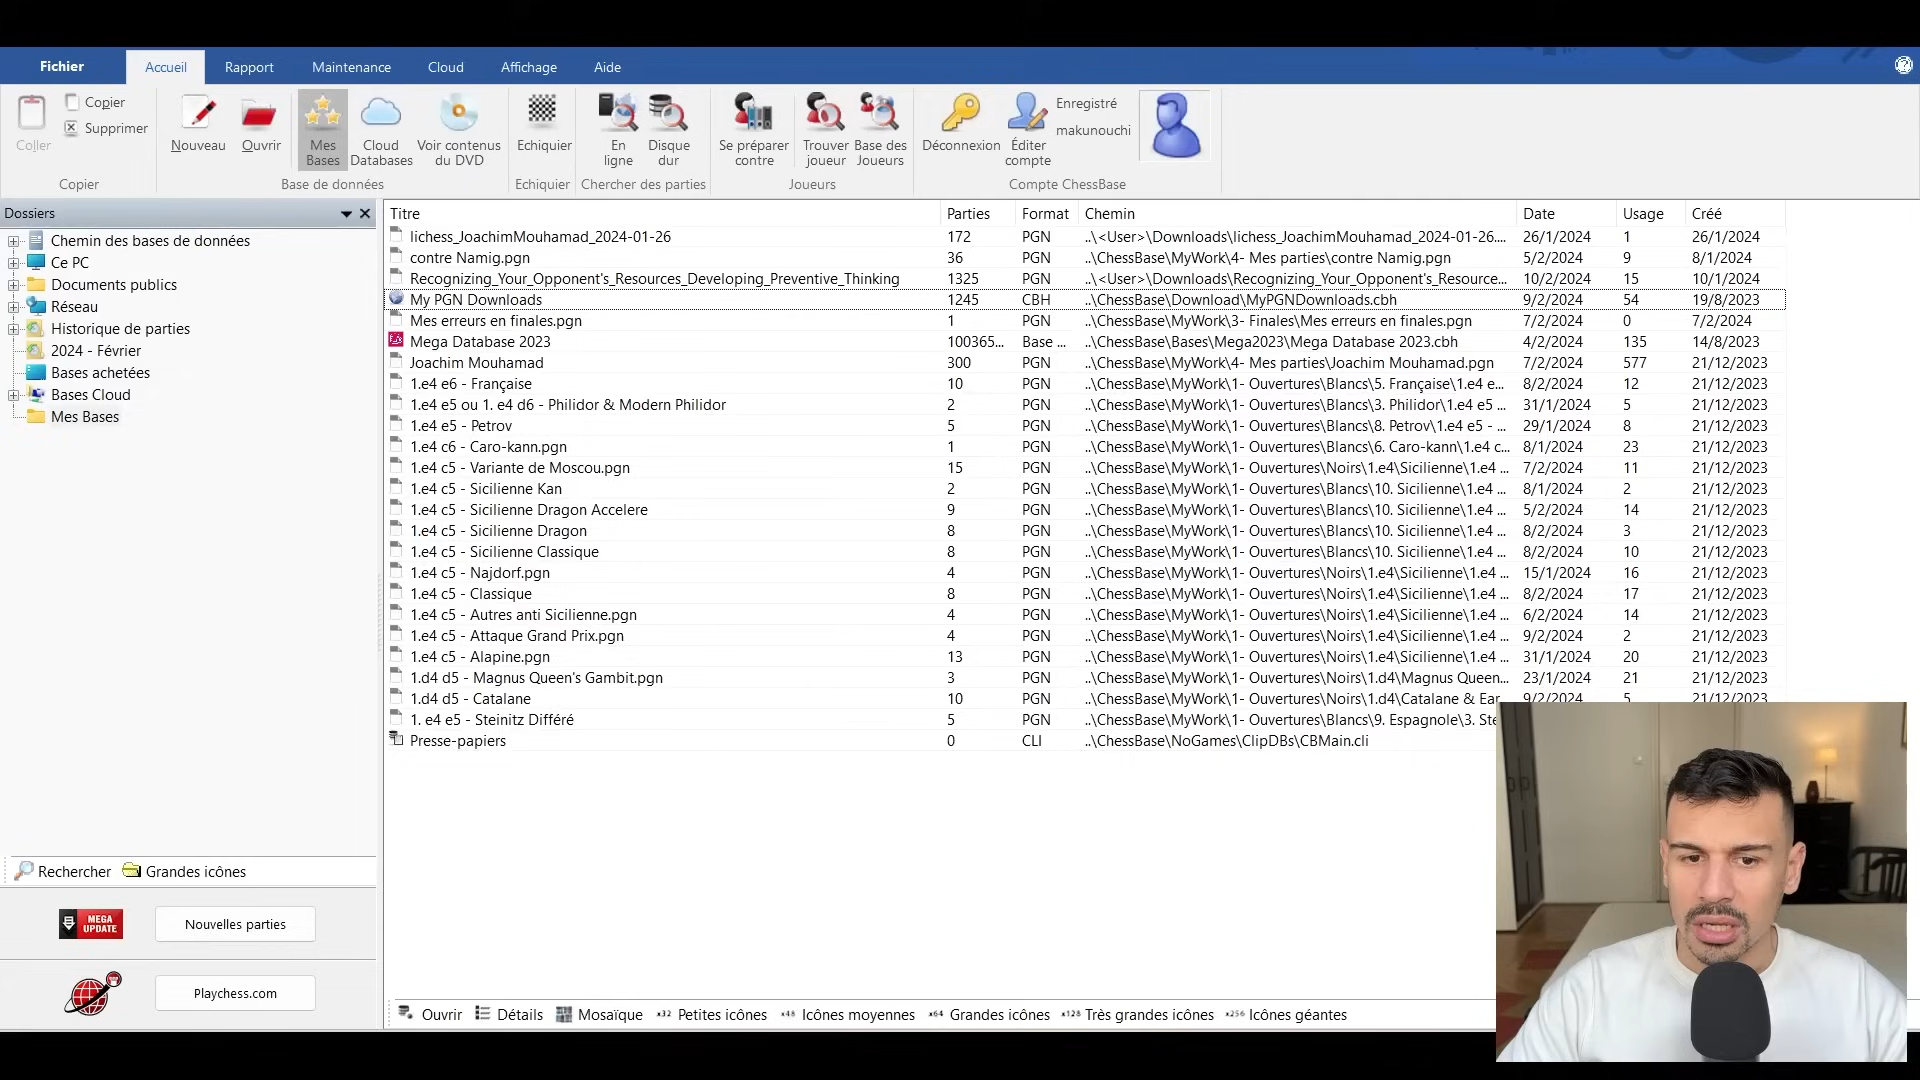 Fichier Accueil Rapport Maintenance Cloud Affichage Aide
Coller
Copier
Supprimer
Copier
Nouveau
Ouvrir
Mes Bases
Cloud Databases
Voir contenus du DVD
Base de données
Echiquier
Echiquier
En ligne
Disque dur
Chercher des parties
Se préparer contre
Trouver joueur
Base des Joueurs
Joueurs
Déconnexion
Éditer compte
Enregistré
makunouchi
Compte ChessBase
Dossiers
Chemin des bases de données
Ce PC
Documents publics
Réseau
Historique de parties
2024 - Février
Bases achetées
Bases Cloud
Mes Bases
Rechercher Grandes icônes
MEGA UPDATE
Nouvelles parties
Playchess.com
Titre Parties Format Chemin Date Usage Créé
lichess_JoachimMouhamad_2024-01-26 172 PGN ..\<User>\Downloads\lichess_JoachimMouhamad_2024-01-26.... 26/1/2024 1 26/1/2024
contre Namig.pgn 36 PGN ..\ChessBase\MyWork\4- Mes parties\contre Namig.pgn 5/2/2024 9 8/1/2024
Recognizing_Your_Opponent's_Resources_Developing_Preventive_Thinking 1325 PGN ..\<User>\Downloads\Recognizing_Your_Opponent's_Resource... 10/2/2024 15 10/1/2024
My PGN Downloads 1245 CBH ..\ChessBase\Download\MyPGNDownloads.cbh 9/2/2024 54 19/8/2023
Mes erreurs en finales.pgn 1 PGN ..\ChessBase\MyWork\3- Finales\Mes erreurs en finales.pgn 7/2/2024 0 7/2/2024
Mega Database 2023 100365... Base ... ..\ChessBase\Bases\Mega2023\Mega Database 2023.cbh 4/2/2024 135 14/8/2023
Joachim Mouhamad 300 PGN ..\ChessBase\MyWork\4- Mes parties\Joachim Mouhamad.pgn 7/2/2024 577 21/12/2023
1.e4 e6 - Française 10 PGN ..\ChessBase\MyWork\1- Ouvertures\Blancs\5. Française\1.e4 e... 8/2/2024 12 21/12/2023
1.e4 e5 ou 1. e4 d6 - Philidor & Modern Philidor 2 PGN ..\ChessBase\MyWork\1- Ouvertures\Blancs\3. Philidor\1.e4 e5 ... 31/1/2024 5 21/12/2023
1.e4 e5 - Petrov 5 PGN ..\ChessBase\MyWork\1- Ouvertures\Blancs\8. Petrov\1.e4 e5 - ... 29/1/2024 8 21/12/2023
1.e4 c6 - Caro-kann.pgn 1 PGN ..\ChessBase\MyWork\1- Ouvertures\Blancs\6. Caro-kann\1.e4 c... 8/1/2024 23 21/12/2023
1.e4 c5 - Variante de Moscou.pgn 15 PGN ..\ChessBase\MyWork\1- Ouvertures\Noirs\1.e4\Sicilienne\1.e4 ... 7/2/2024 11 21/12/2023
1.e4 c5 - Sicilienne Kan 2 PGN ..\ChessBase\MyWork\1- Ouvertures\Blancs\10. Sicilienne\1.e4 ... 8/1/2024 2 21/12/2023
1.e4 c5 - Sicilienne Dragon Accelere 9 PGN ..\ChessBase\MyWork\1- Ouvertures\Blancs\10. Sicilienne\1.e4 ... 5/2/2024 14 21/12/2023
1.e4 c5 - Sicilienne Dragon 8 PGN ..\ChessBase\MyWork\1- Ouvertures\Blancs\10. Sicilienne\1.e4 ... 8/2/2024 3 21/12/2023
1.e4 c5 - Sicilienne Classique 8 PGN ..\ChessBase\MyWork\1- Ouvertures\Blancs\10. Sicilienne\1.e4 ... 8/2/2024 10 21/12/2023
1.e4 c5 - Najdorf.pgn 4 PGN ..\ChessBase\MyWork\1- Ouvertures\Noirs\1.e4\Sicilienne\1.e4 ... 15/1/2024 16 21/12/2023
1.e4 c5 - Classique 8 PGN ..\ChessBase\MyWork\1- Ouvertures\Noirs\1.e4\Sicilienne\1.e4 ... 8/2/2024 17 21/12/2023
1.e4 c5 - Autres anti Sicilienne.pgn 4 PGN ..\ChessBase\MyWork\1- Ouvertures\Noirs\1.e4\Sicilienne\1.e4 ... 6/2/2024 14 21/12/2023
1.e4 c5 - Attaque Grand Prix.pgn 4 PGN ..\ChessBase\MyWork\1- Ouvertures\Noirs\1.e4\Sicilienne\1.e4 ... 9/2/2024 2 21/12/2023
1.e4 c5 - Alapine.pgn 13 PGN ..\ChessBase\MyWork\1- Ouvertures\Noirs\1.e4\Sicilienne\1.e4 ... 31/1/2024 20 21/12/2023
1.d4 d5 - Magnus Queen's Gambit.pgn 3 PGN ..\ChessBase\MyWork\1- Ouvertures\Noirs\1.d4\Magnus Queen... 23/1/2024 21 21/12/2023
1.d4 d5 - Catalane 10 PGN ..\ChessBase\MyWork\1- Ouvertures\Noirs\1.d4\Catalane & Ear 9/2/2024 5 21/12/2023
1. e4 e5 - Steinitz Différé 5 PGN ..\ChessBase\MyWork\1- Ouvertures\Blancs\9. Espagnole\3. Ste
Presse-papiers 0 CLI ..\ChessBase\NoGames\ClipDBs\CBMain.cli
Ouvrir Détails Mosaïque x32 Petites icônes x48 Icônes moyennes x64 Grandes icônes x128 Très grandes icônes x256 Icônes géantes